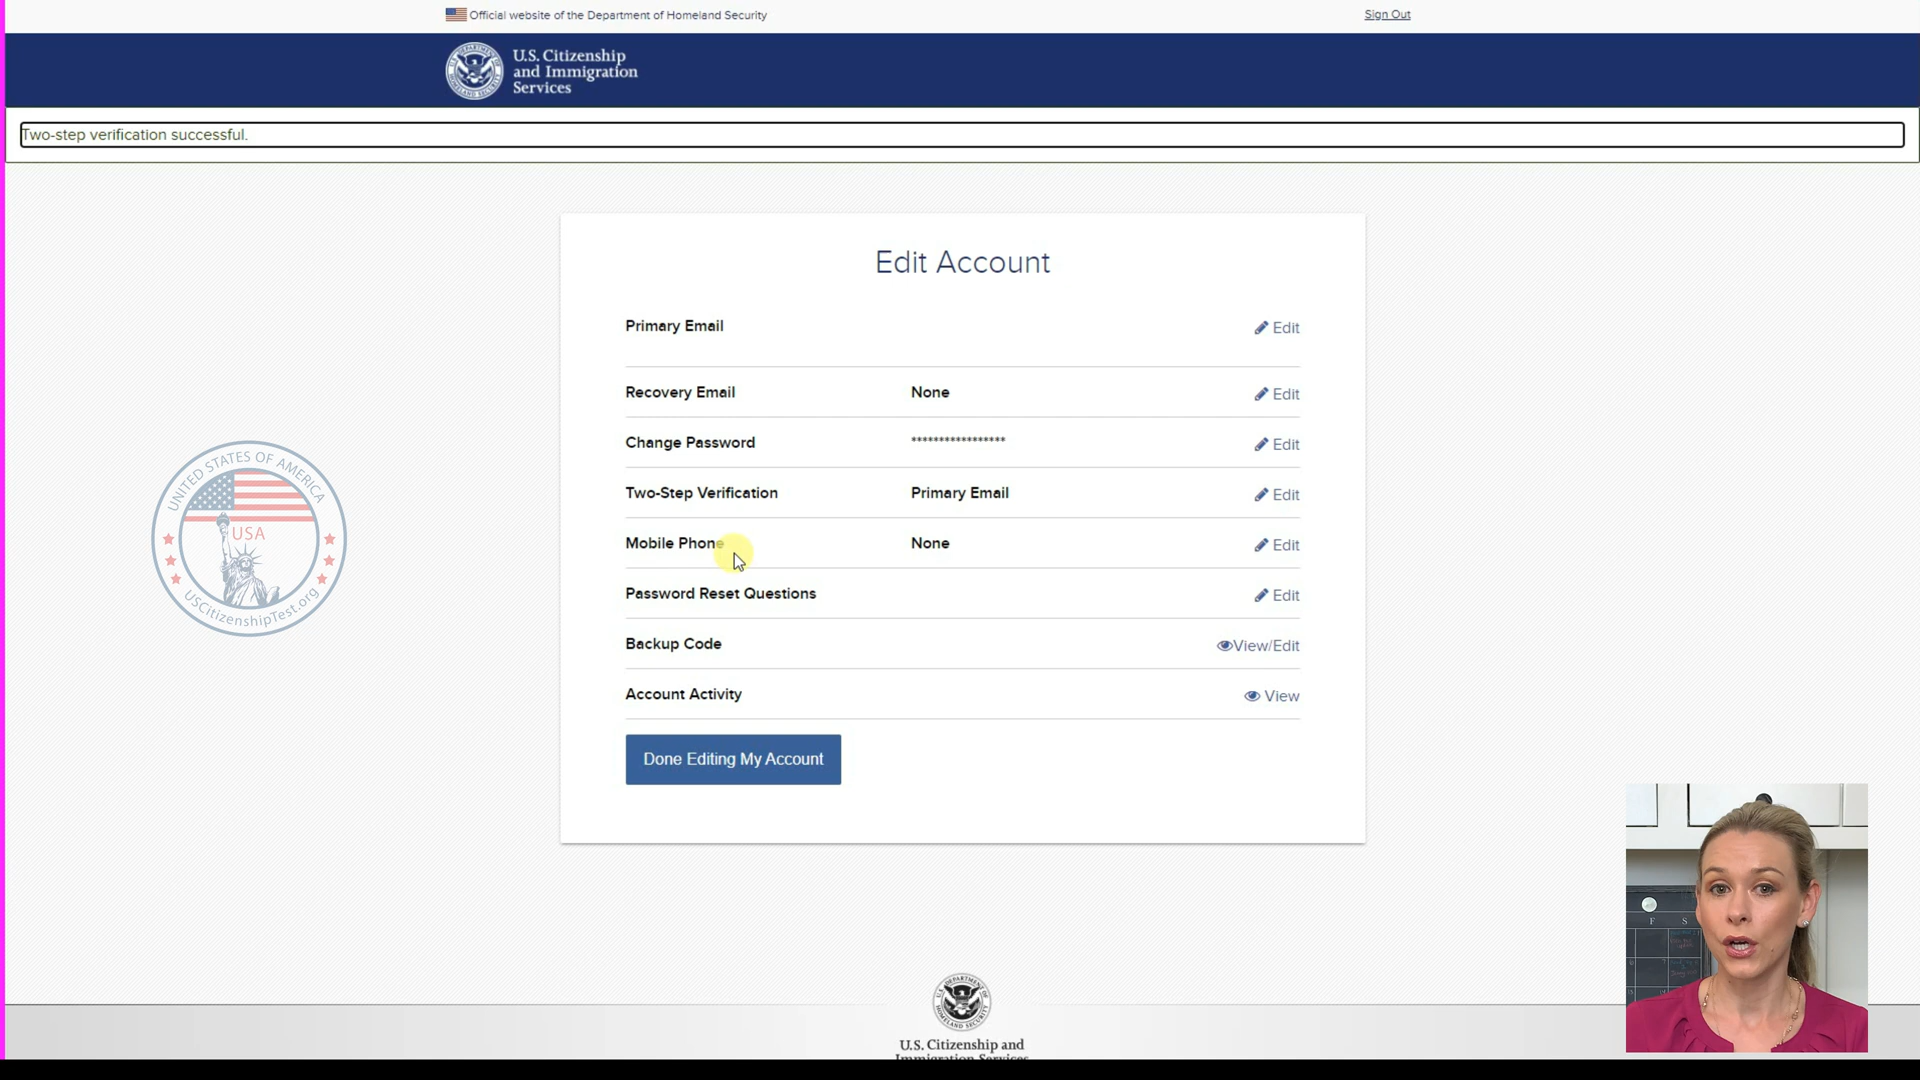 Official website of the Department of Homeland Security
Sign Out
U.S. Citizenship
and Immigration
Services
Two-step verification successful.
Edit Account
Primary Email
Edit
Recovery Email None Edit
Change Password ***************** Edit
Two-Step Verification Primary Email Edit
Mobile Phone None Edit
Password Reset Questions Edit
Backup Code View/Edit
Account Activity View
Done Editing My Account
UNITED STATES OF AMERICA
USA
USCitizenshipTest.org
F S
U.S. Citizenship and
Immigration Services